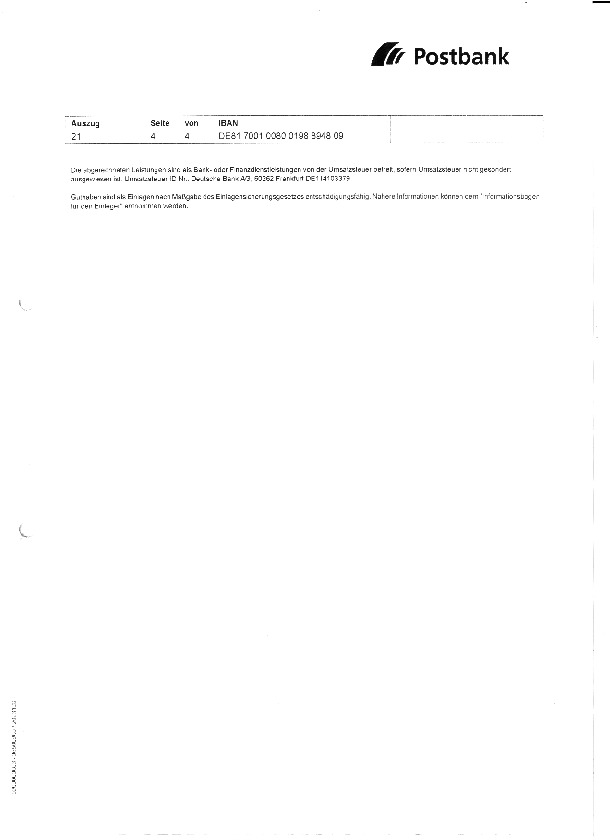 Postbank
Auszug Seite von IBAN
21 4 4 DE81 7001 0080 0198 8948 09
Die abgerechneten Leistungen sind als Bank- oder Finanzdienstleistungen von der Umsatzsteuer befreit, sofern Umsatzsteuer nicht gesondert
ausgewiesen ist. Umsatzsteuer ID Nr.: Deutsche Bank AG, 60262 Frankfurt DE114103379
Guthaben sind als Einlagen nach Maßgabe des Einlagensicherungsgesetzes entschädigungsfähig. Nähere Informationen können dem "Informationsbogen
für den Einleger" entnommen werden.